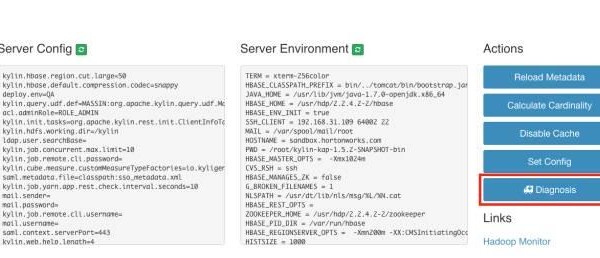 Server Config
kylin.hbase.region.cut.large=50
kylin.hbase.default.compression.codec=snappy
deploy.env=QA
kylin.query.udf.def=MASSIN:org.apache.kylin.query.udf.Mo
acl.adminRole=ROLE_ADMIN
kylin.init.tasks=org.apache.kylin.rest.init.ClientInfoTo
kylin.hdfs.working.dir=/kylin
ldap.user.searchBase=
kylin.job.concurrent.max.limit=10
kylin.job.remote.cli.password=
kylin.cube.measure.customMeasureTypeFactories=io.kyligen
saml.metadata.file=classpath:sso_metadata.xml
kylin.job.yarn.app.rest.check.interval.seconds=10
mail.sender=
mail.password=
kylin.job.remote.cli.username=
mail.username=
saml.context.serverPort=443
kylin.web.help.length=4
Server Environment
TERM = xterm-256color
HBASE_CLASSPATH_PREFIX = bin/../tomcat/bin/bootstrap.jar
JAVA_HOME = /usr/lib/jvm/java-1.7.0-openjdk.x86_64
HBASE_HOME = /usr/hdp/2.2.4.2-2/hbase
HBASE_ENV_INIT = true
SSH_CLIENT = 192.168.31.109 64002 22
MAIL = /var/spool/mail/root
HOSTNAME = sandbox.hortonworks.com
PWD = /root/kylin-kap-1.5.2-SNAPSHOT-bin
HBASE_MASTER_OPTS = -Xmx1024m
CVS_RSH = ssh
HBASE_MANAGES_ZK = false
G_BROKEN_FILENAMES = 1
NLSPATH = /usr/dt/lib/nls/msg/%L/%N.cat
HBASE_REST_OPTS =
ZOOKEEPER_HOME = /usr/hdp/2.2.4.2-2/zookeeper
HBASE_PID_DIR = /var/run/hbase
HBASE_REGIONSERVER_OPTS = -Xmn200m -XX:CMSInitiatingOcc
HISTSIZE = 1000
Actions
Reload Metadata
Calculate Cardinality
Disable Cache
Set Config
Diagnosis
Links
Hadoop Monitor